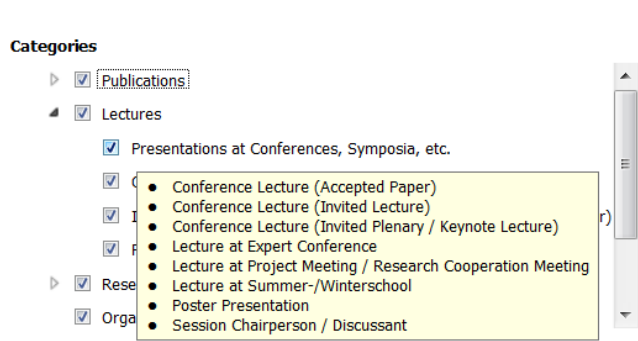 Categories
Publications
Lectures
Presentations at Conferences, Symposia, etc.
Conference Lecture (Accepted Paper)
Conference Lecture (Invited Lecture)
Conference Lecture (Invited Plenary / Keynote Lecture)
r)
Lecture at Expert Conference
Lecture at Project Meeting / Research Cooperation Meeting
Rese
Lecture at Summer-/Winterschool
Poster Presentation
Orga
Session Chairperson / Discussant